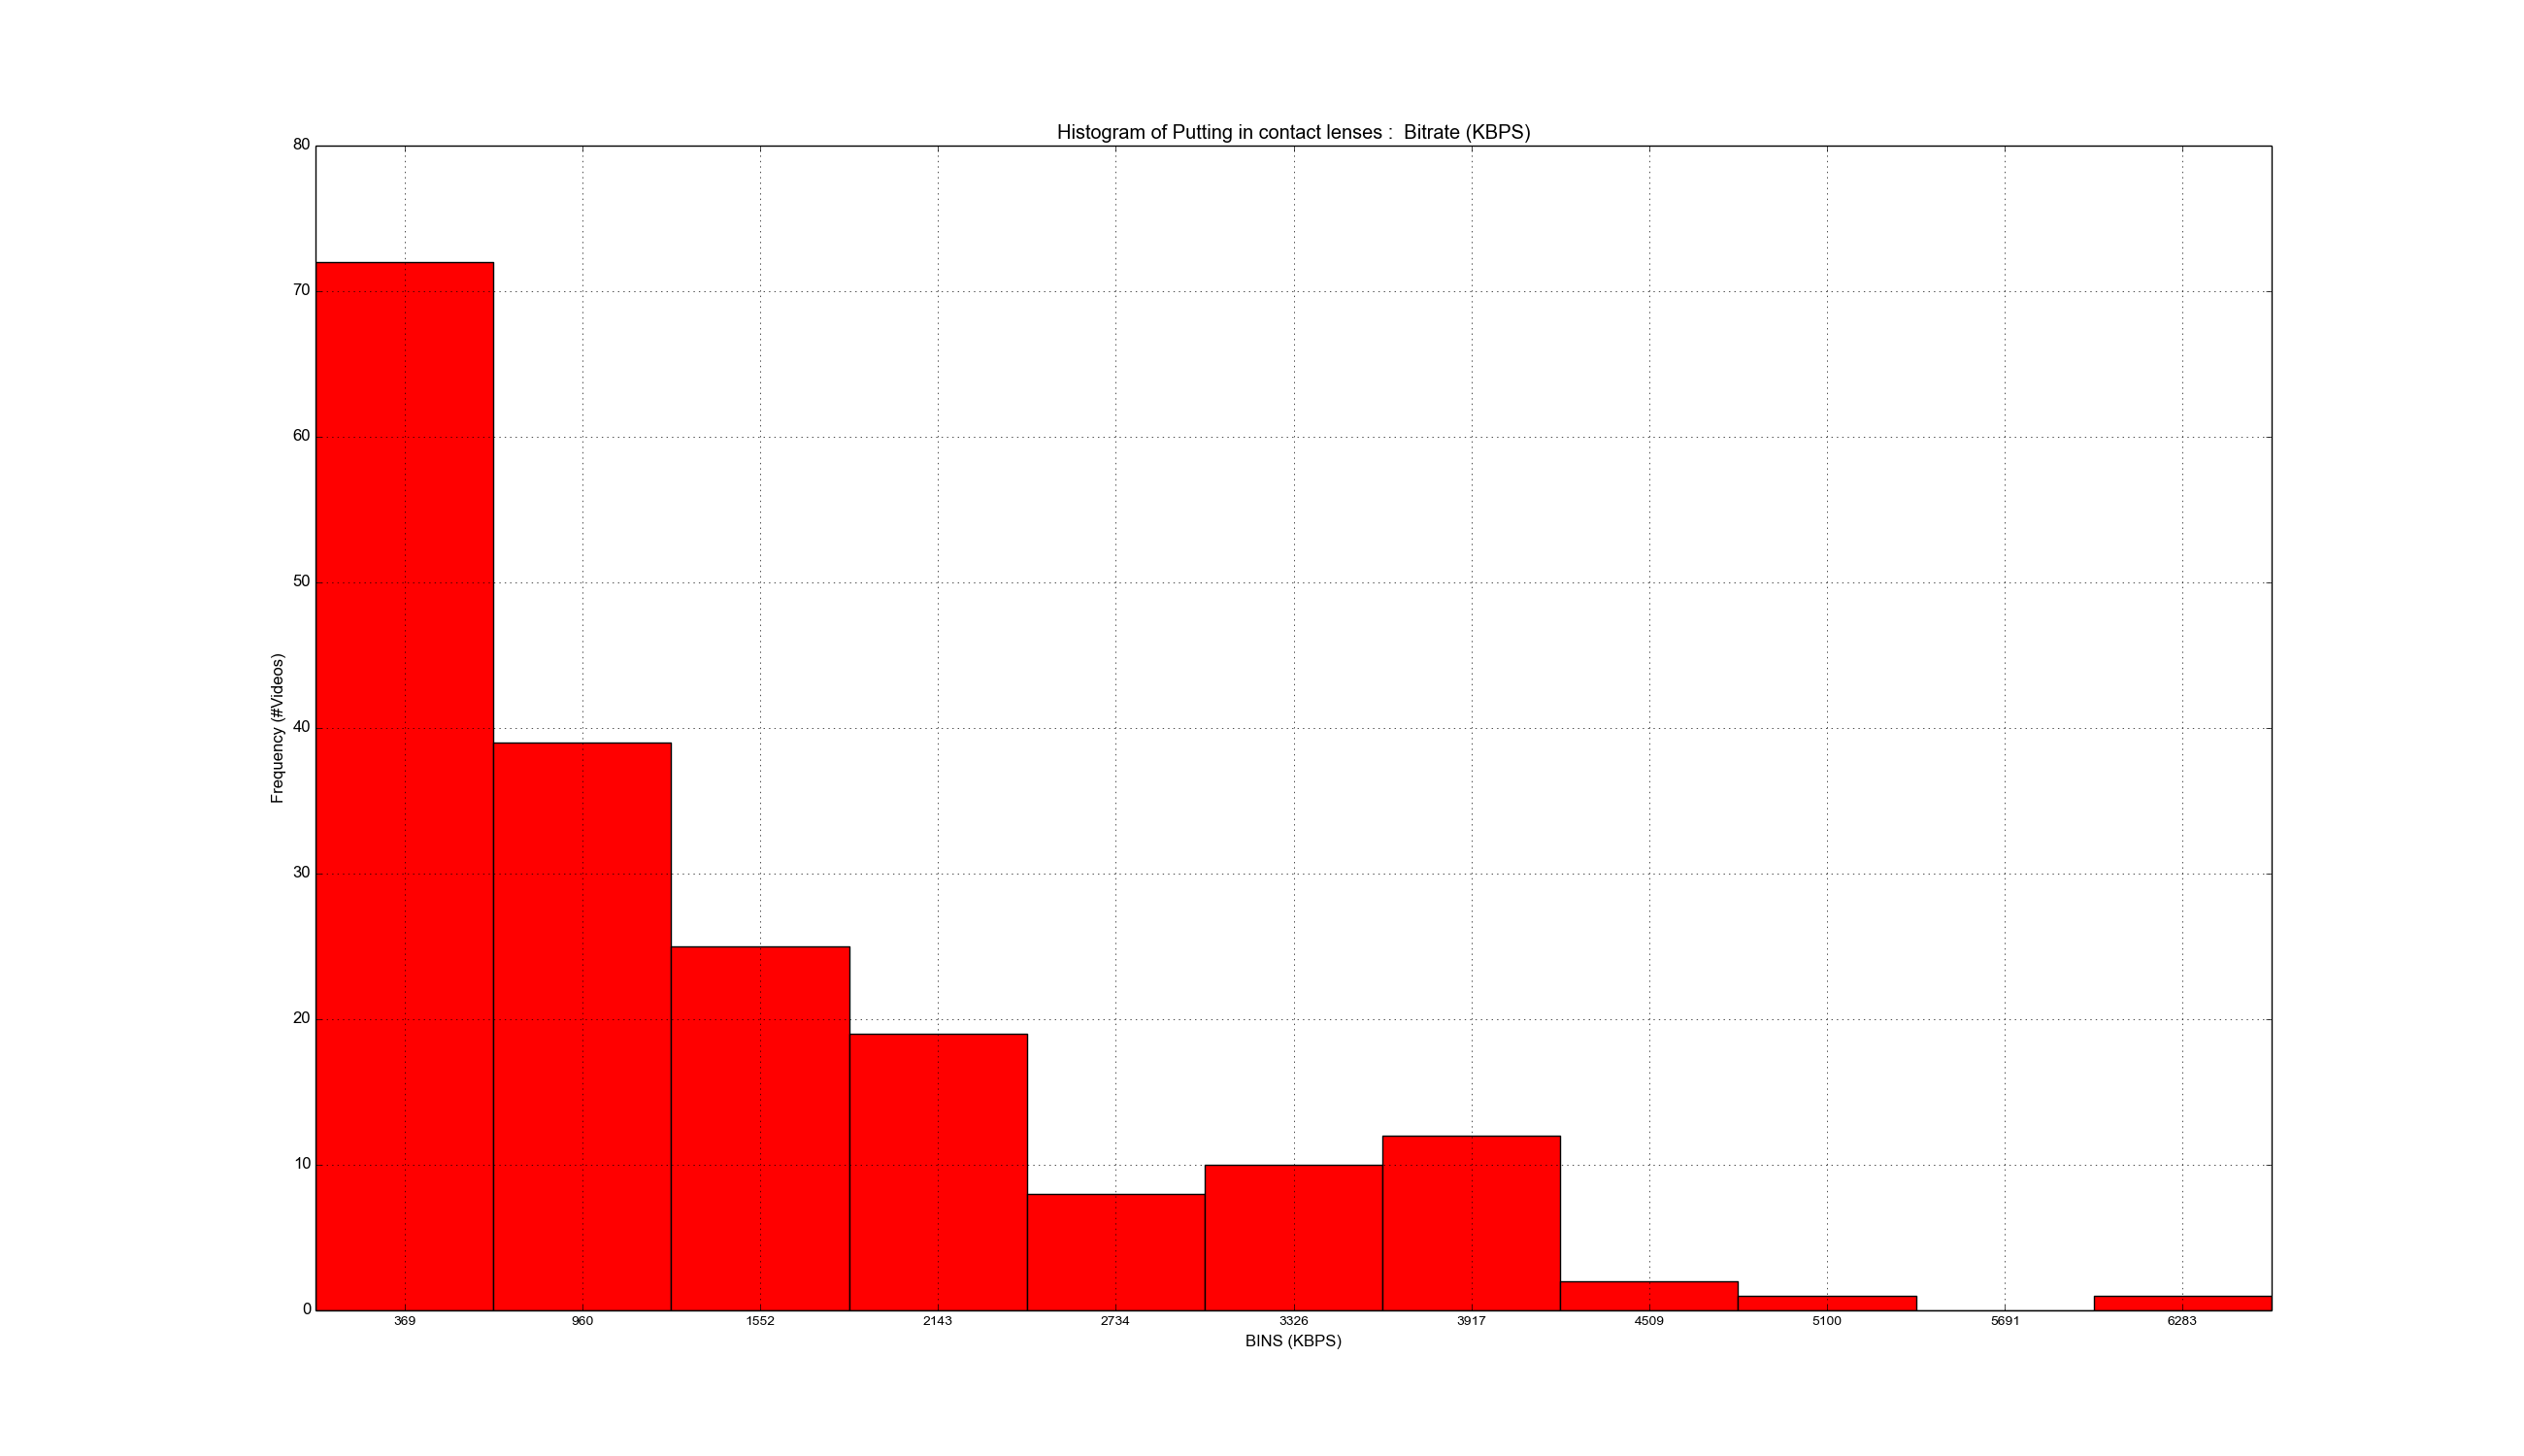 Histogram of Putting in contact lenses :  Bitrate (KBPS)
80
70
60
50
40
30
20
10
0
Frequency (#Videos)
369 960 1552 2143 2734 3326 3917 4509 5100 5691 6283
BINS (KBPS)